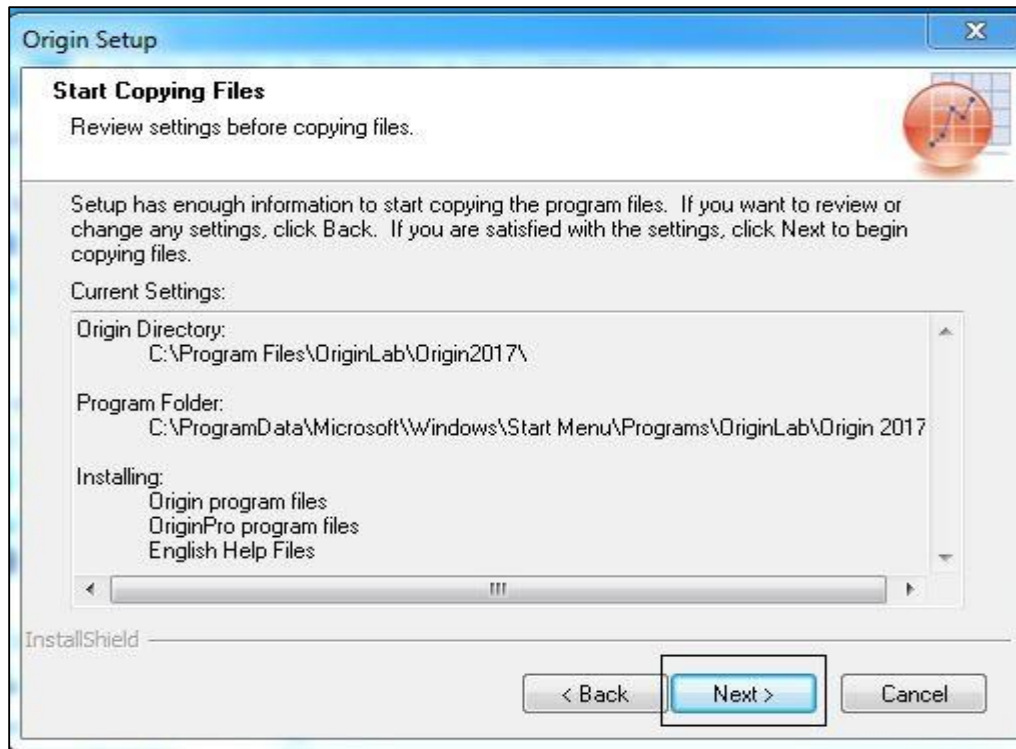 Origin Setup
Start Copying Files
Review settings before copying files.
Setup has enough information to start copying the program files.  If you want to review or
change any settings, click Back.  If you are satisfied with the settings, click Next to begin
copying files.
Current Settings:
Origin Directory:
C:\Program Files\OriginLab\Origin2017\
Program Folder:
C:\ProgramData\Microsoft\Windows\Start Menu\Programs\OriginLab\Origin 2017
Installing:
Origin program files
OriginPro program files
English Help Files
InstallShield
< Back
Next >
Cancel